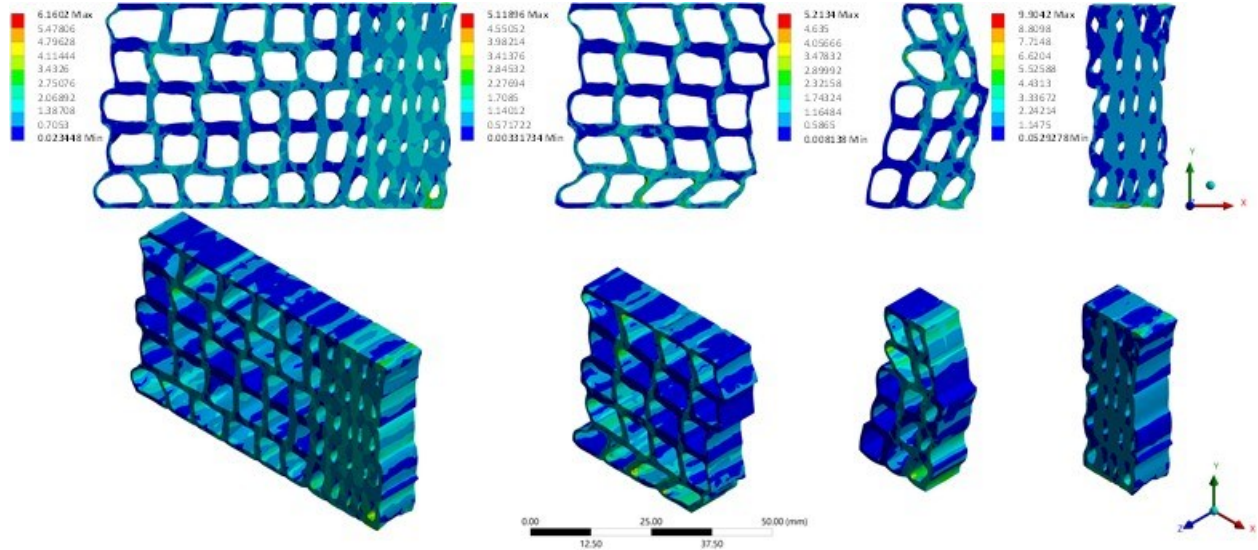 6.1602 Max
5.47806
4.79628
4.11444
3.4326
2.75076
2.06892
1.38708
0.7053
0.023448 Min
5.11896 Max
4.55052
3.98214
3.41376
2.84532
2.27694
1.7085
1.14012
0.571722
0.00331734 Min
5.2134 Max
4.635
4.05666
3.47832
2.89992
2.32158
1.74324
1.16484
0.5865
0.008138 Min
9.9042 Max
8.8098
7.7148
6.6204
5.52588
4.4313
3.33672
2.24214
1.1475
0.0529278 Min
Y
X
0.00 25.00 50.00 (mm)
12.50 37.50
Y
Z X